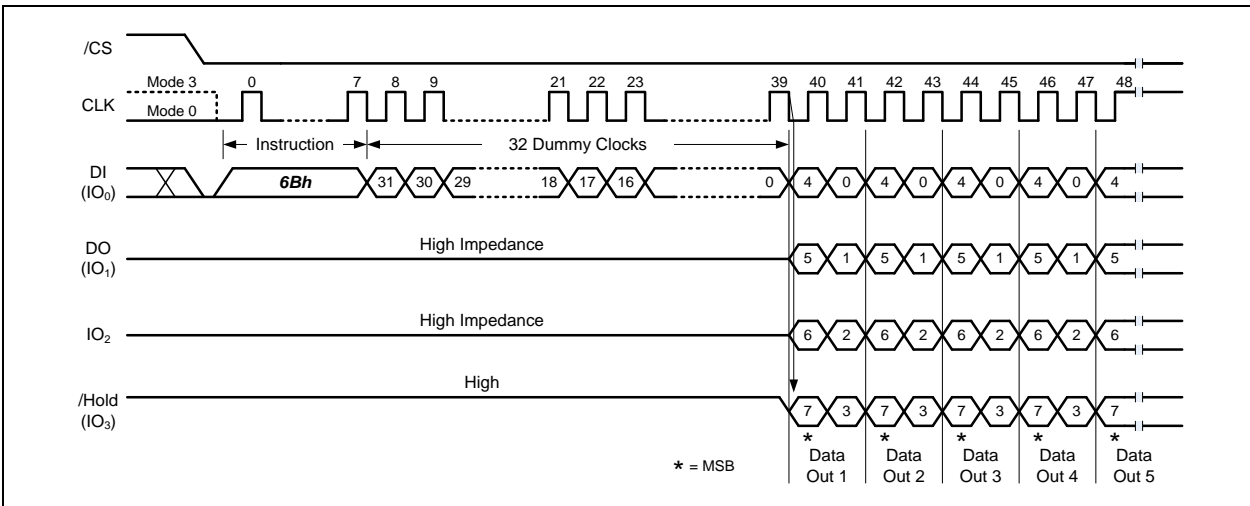 /CS
Mode 3 0 7 8 9 21 22 23 39 40 41 42 43 44 45 46 47 48
CLK
Mode 0
Instruction 32 Dummy Clocks
DI
(IO₀)
6Bh 31 30 29 18 17 16 0 4 0 4 0 4 0 4 0 4
High Impedance
DO
(IO₁)
5 1 5 1 5 1 5 1 5
High Impedance
IO₂
6 2 6 2 6 2 6 2 6
High
/Hold
(IO₃)
7 3 7 3 7 3 7 3 7
* * * * *
* = MSB
Data Data Data Data Data
Out 1 Out 2 Out 3 Out 4 Out 5